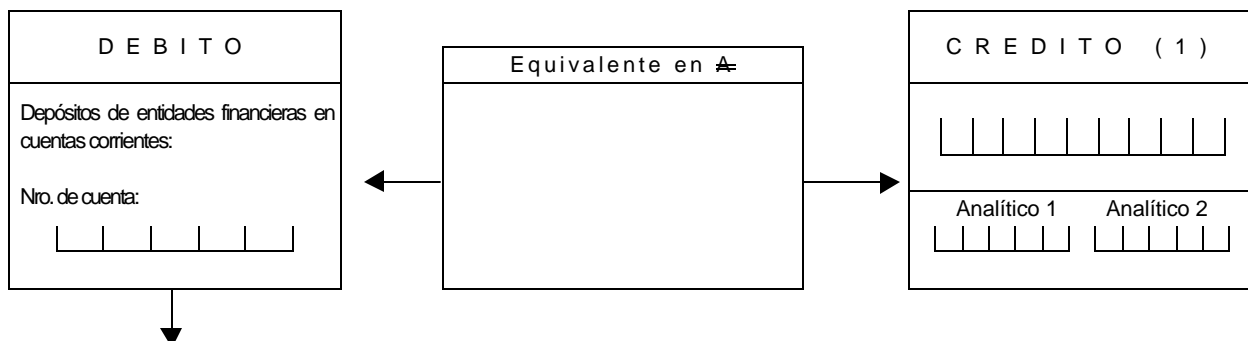 D E B I T O
Depósitos de entidades financieras en
cuentas corrientes:
Nro. de cuenta:
Equivalente en ₳
C R E D I T O ( 1 )
Analítico 1 Analítico 2